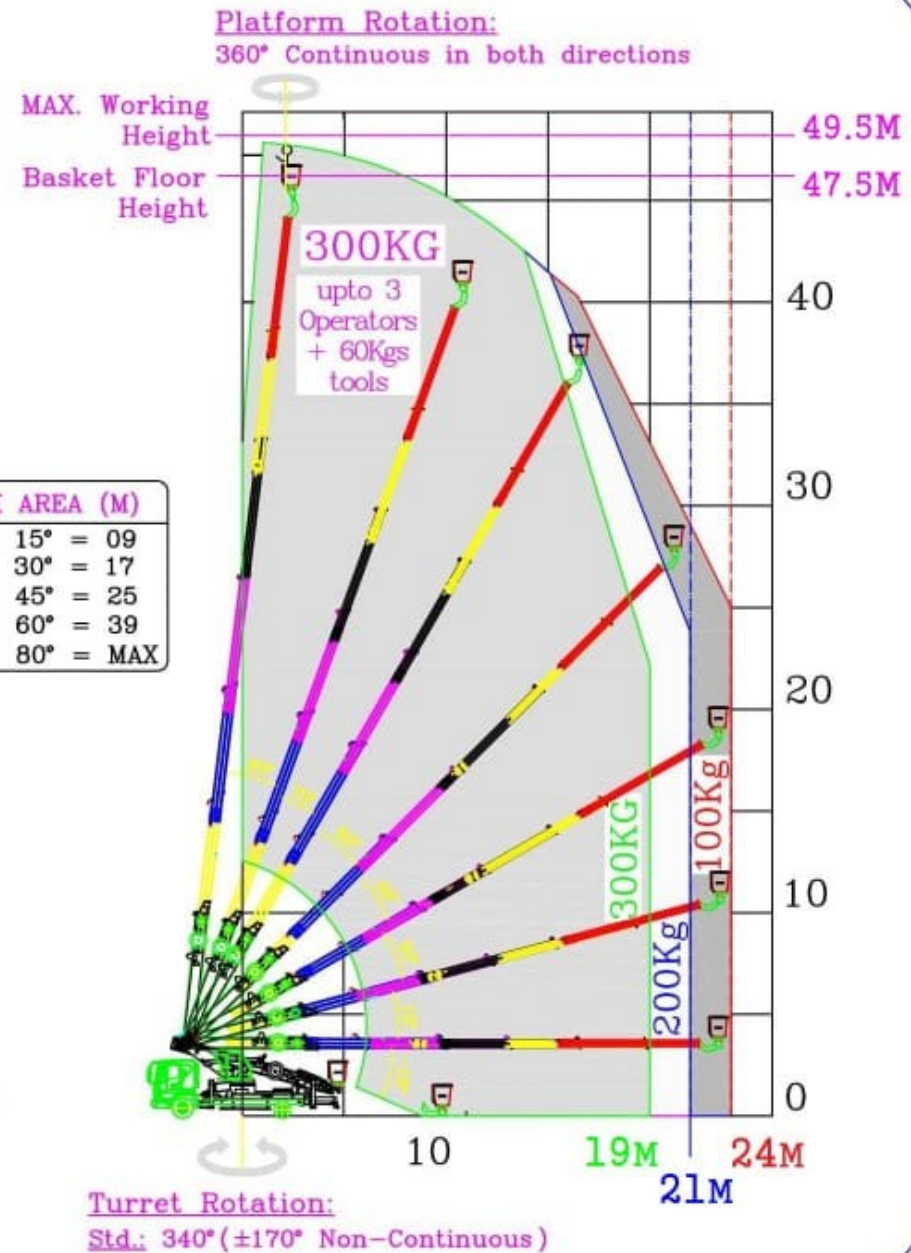 Platform Rotation:
360° Continuous in both directions
MAX. Working
Height
49.5M
Basket Floor
Height
47.5M
300KG
upto 3
Operators
+ 60Kgs
tools
40
30
AREA (M)
15° = 09
30° = 17
45° = 25
60° = 39
80° = MAX
20
10
0
300KG
200Kg
100Kg
10
19M
21M
24M
Turret Rotation:
Std.: 340°(±170° Non-Continuous)